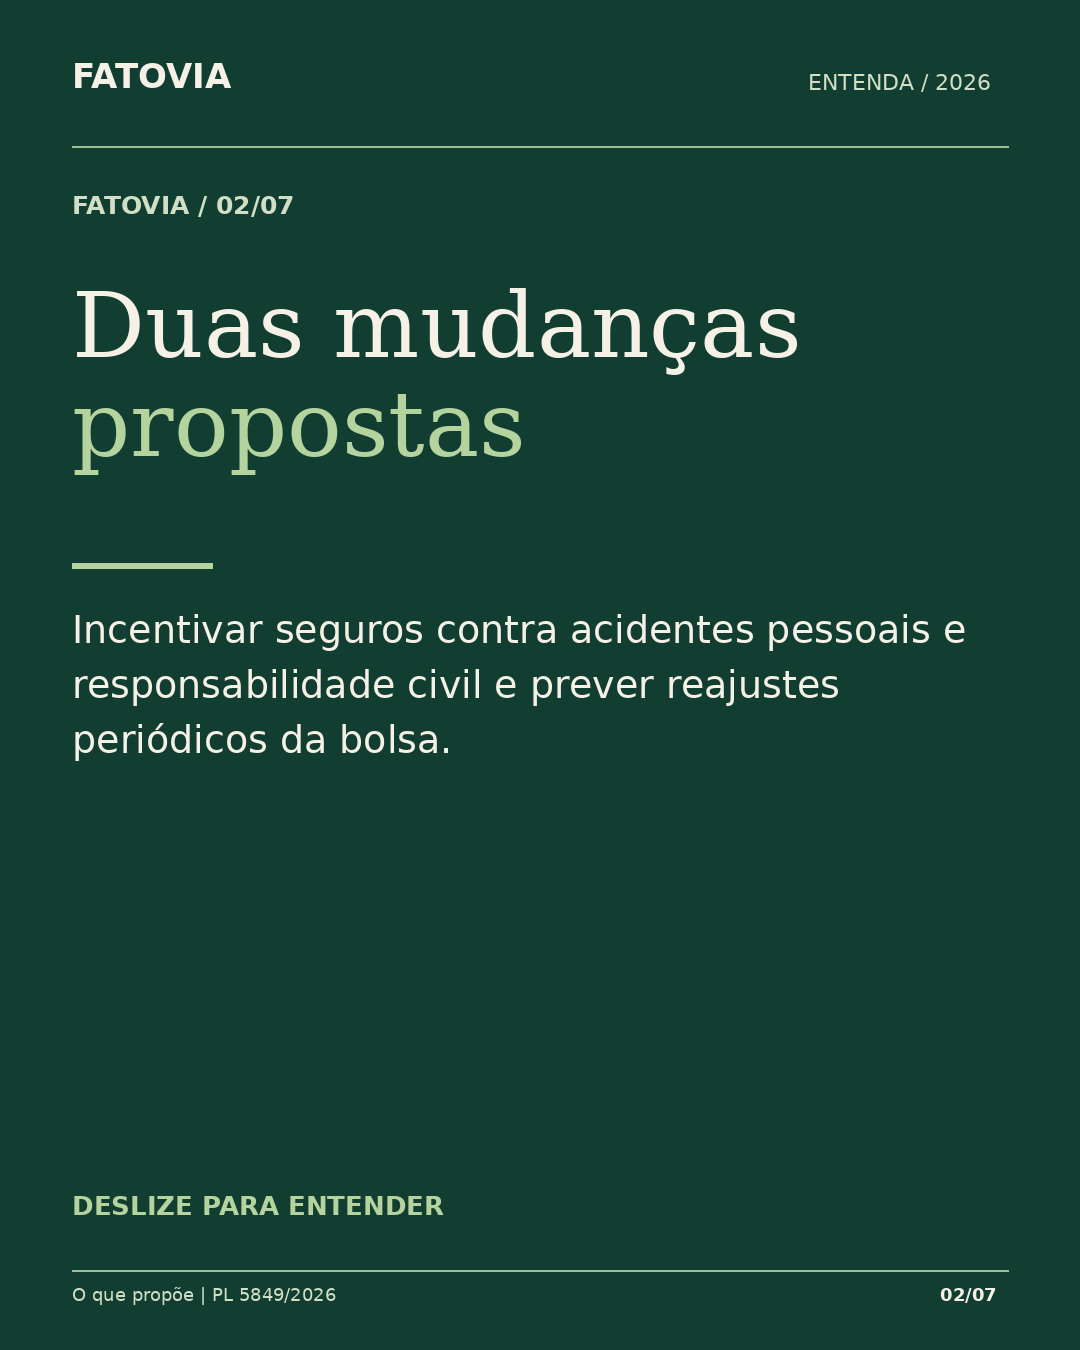 FATOVIA
ENTENDA / 2026
FATOVIA / 02/07
Duas mudanças
propostas
Incentivar seguros contra acidentes pessoais e
responsabilidade civil e prever reajustes
periódicos da bolsa.
DESLIZE PARA ENTENDER
O que propõe | PL 5849/2026
02/07